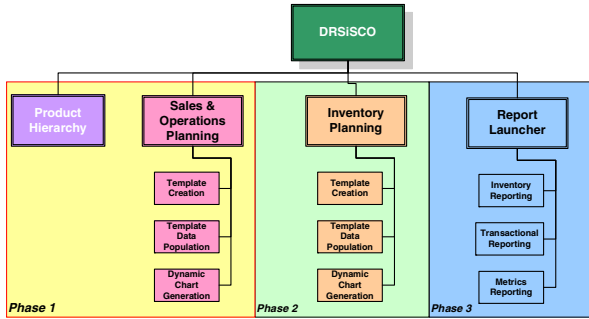 DRSiSCO
Product
Hierarchy
Sales &
Operations
Planning
Inventory
Planning
Report
Launcher
Template
Creation
Template
Data
Population
Dynamic
Chart
Generation
Template
Creation
Template
Data
Population
Dynamic
Chart
Generation
Inventory
Reporting
Transactional
Reporting
Metrics
Reporting
Phase 1
Phase 2
Phase 3